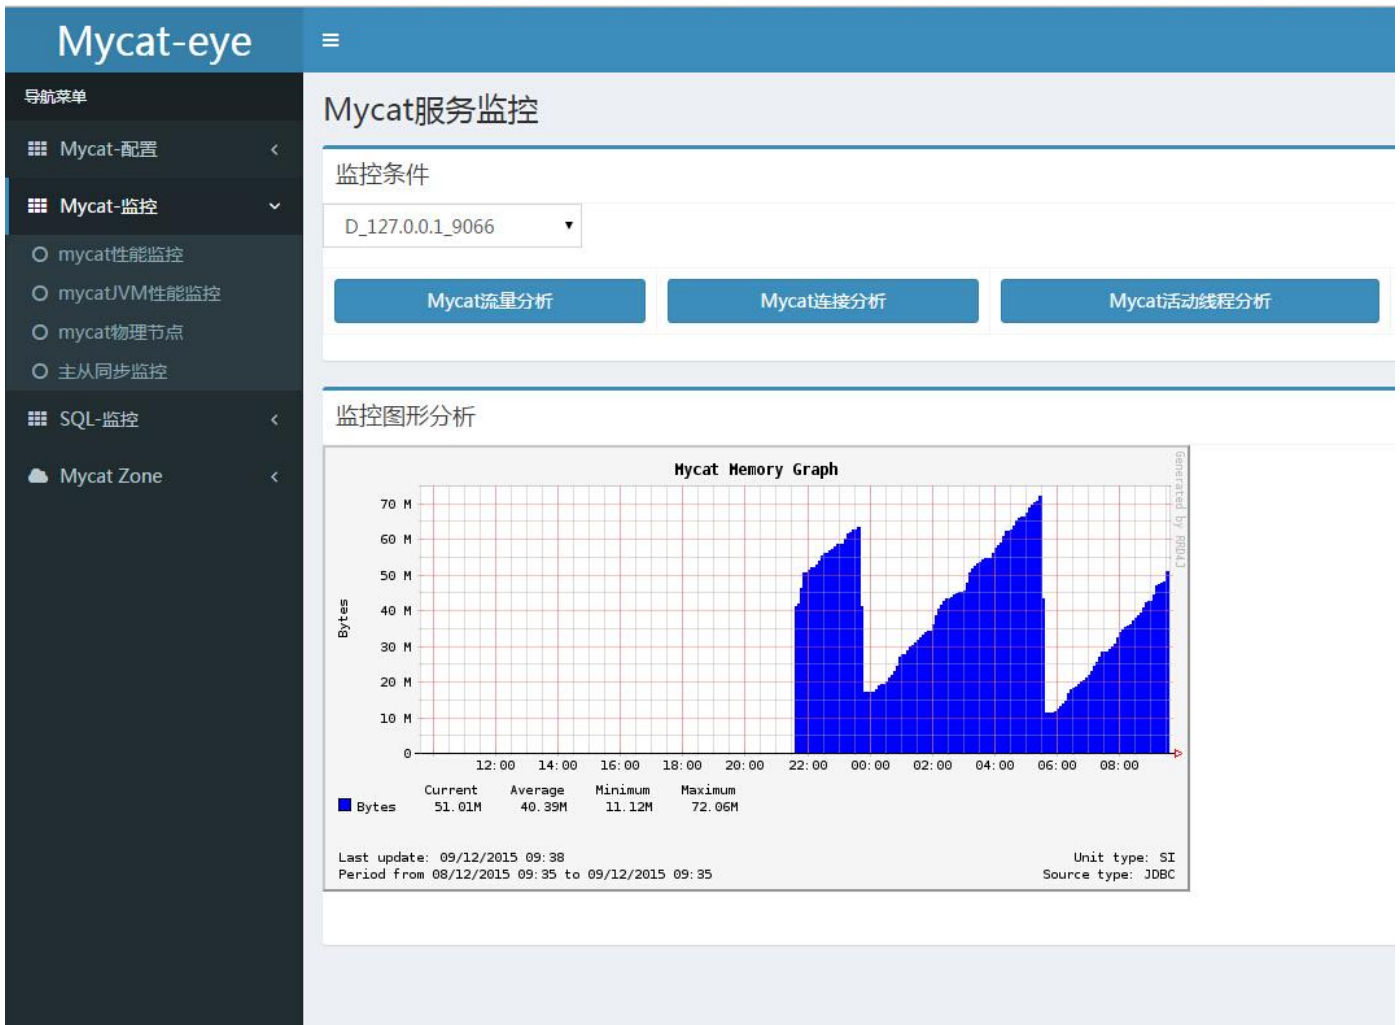 Mycat-eye
导航菜单
Mycat-配置
Mycat-监控
mycat性能监控
mycatJVM性能监控
mycat物理节点
主从同步监控
SQL-监控
Mycat Zone
Mycat服务监控
监控条件
D_127.0.0.1_9066
Mycat流量分析 Mycat连接分析 Mycat活动线程分析
监控图形分析
Mycat Memory Graph
Generated by RRD4J
Bytes
70 M
60 M
50 M
40 M
30 M
20 M
10 M
0
12:00 14:00 16:00 18:00 20:00 22:00 00:00 02:00 04:00 06:00 08:00
Current Average Minimum Maximum
Bytes 51.01M 40.39M 11.12M 72.06M
Last update: 09/12/2015 09:38 Unit type: SI
Period from 08/12/2015 09:35 to 09/12/2015 09:35 Source type: JDBC